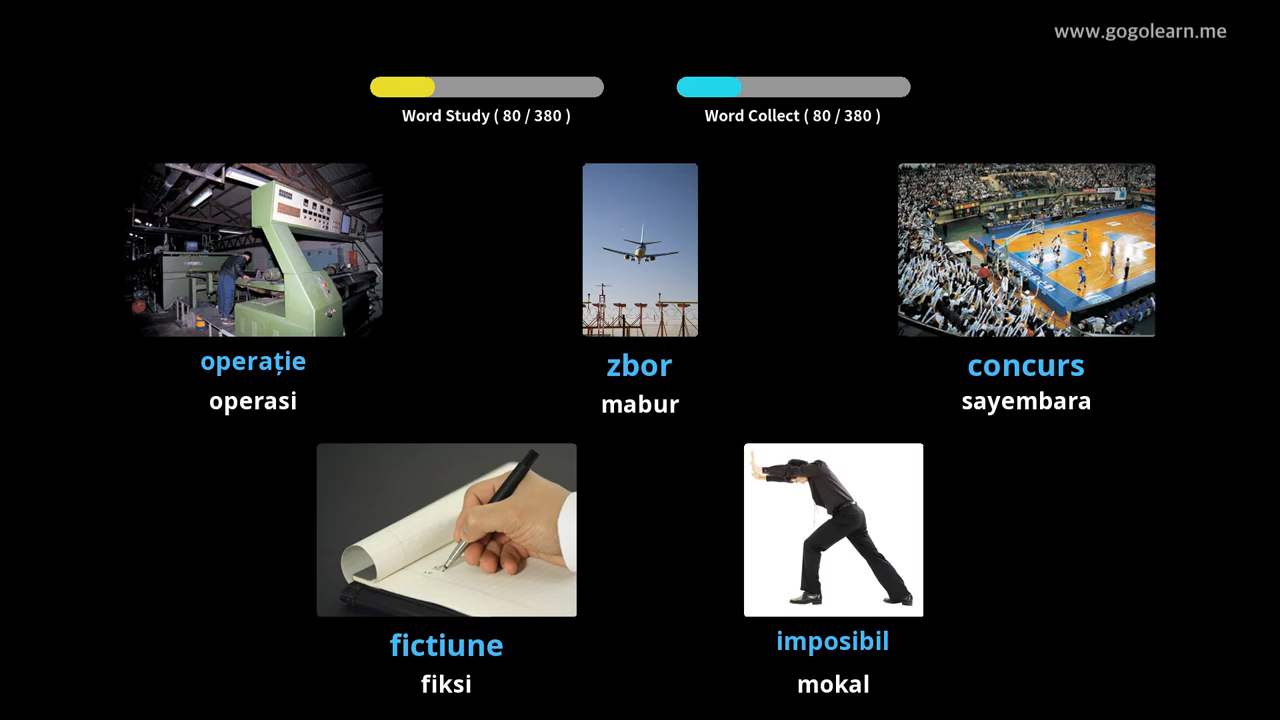 www.gogolearn.me
Word Study ( 80 / 380 )
Word Collect ( 80 / 380 )
operație
operasi
zbor
mabur
concurs
sayembara
fictiune
fiksi
imposibil
mokal